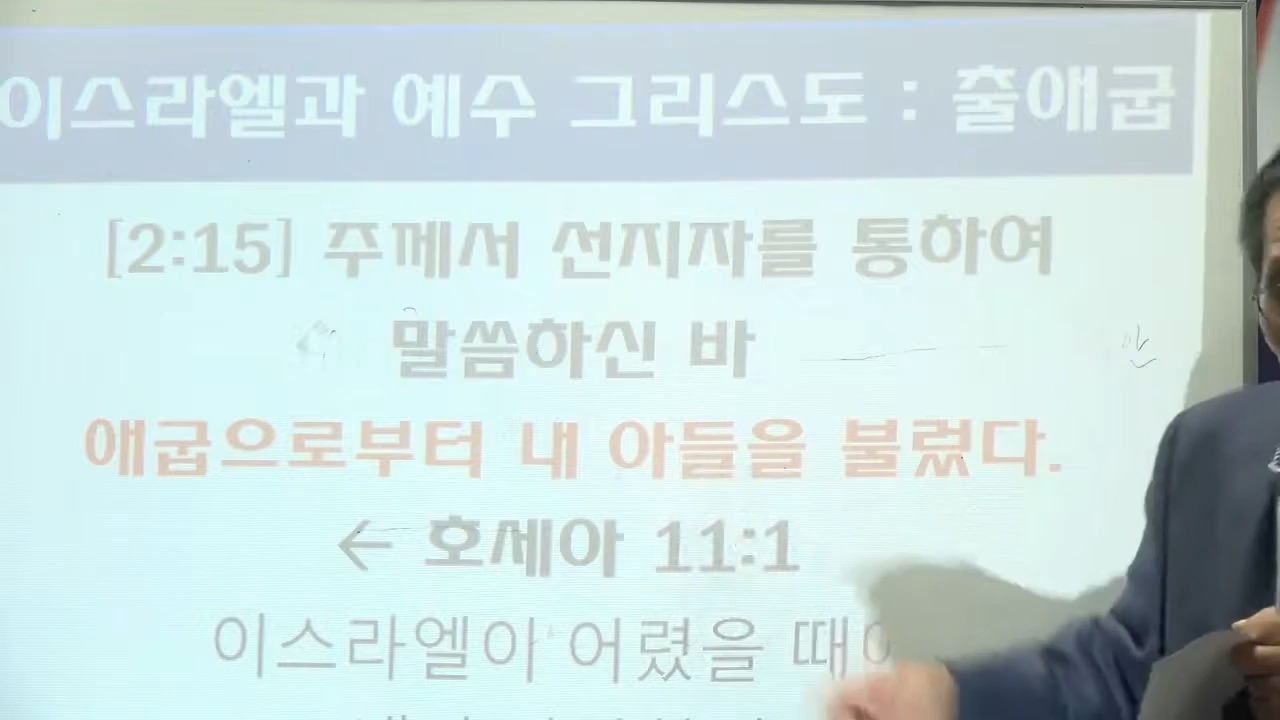 이스라엘과 예수 그리스도 : 출애굽
[2:15] 주께서 선지자를 통하여
말씀하신 바
애굽으로부터 내 아들을 불렀다.
← 호세아 11:1
이스라엘이 어렸을 때에